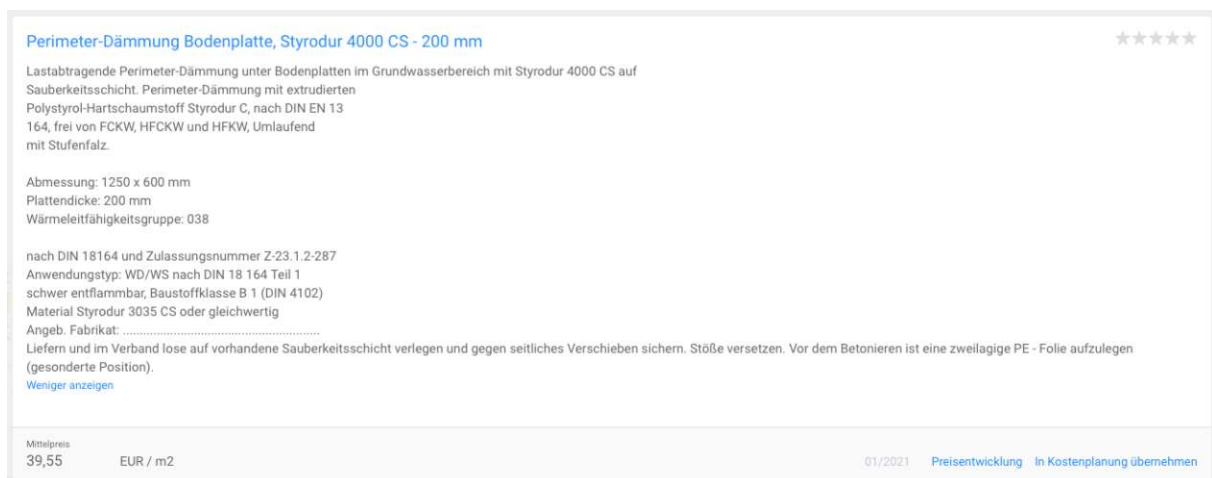 Perimeter-Dämmung Bodenplatte, Styrodur 4000 CS - 200 mm
Lastabtragende Perimeter-Dämmung unter Bodenplatten im Grundwasserbereich mit Styrodur 4000 CS auf
Sauberkeitsschicht. Perimeter-Dämmung mit extrudierten
Polystyrol-Hartschaumstoff Styrodur C, nach DIN EN 13
164, frei von FCKW, HFCKW und HFKW, Umlaufend
mit Stufenfalz.
Abmessung: 1250 x 600 mm
Plattendicke: 200 mm
Wärmeleitfähigkeitsgruppe: 038
nach DIN 18164 und Zulassungsnummer Z-23.1.2-287
Anwendungstyp: WD/WS nach DIN 18 164 Teil 1
schwer entflammbar, Baustoffklasse B 1 (DIN 4102)
Material Styrodur 3035 CS oder gleichwertig
Angeb. Fabrikat: ............................................................
Liefern und im Verband lose auf vorhandene Sauberkeitsschicht verlegen und gegen seitliches Verschieben sichern. Stöße versetzen. Vor dem Betonieren ist eine zweilagige PE - Folie aufzulegen
(gesonderte Position).
Weniger anzeigen
Mittelpreis
39,55 EUR / m2 01/2021 Preisentwicklung In Kostenplanung übernehmen